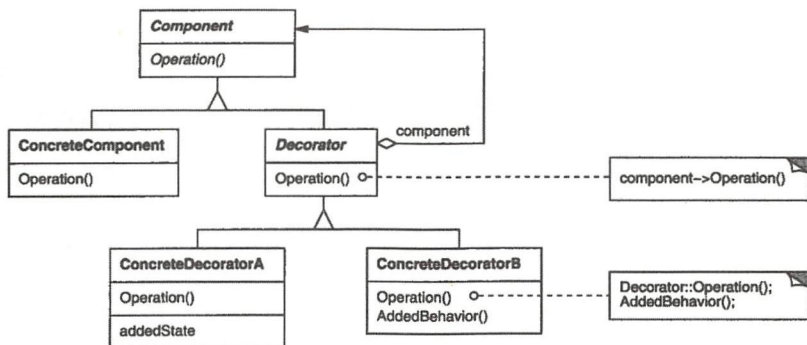 Component
Operation()
component
ConcreteComponent
Operation()
Decorator
Operation()
component->Operation()
ConcreteDecoratorA
Operation()
addedState
ConcreteDecoratorB
Operation()
AddedBehavior()
Decorator::Operation();
AddedBehavior();